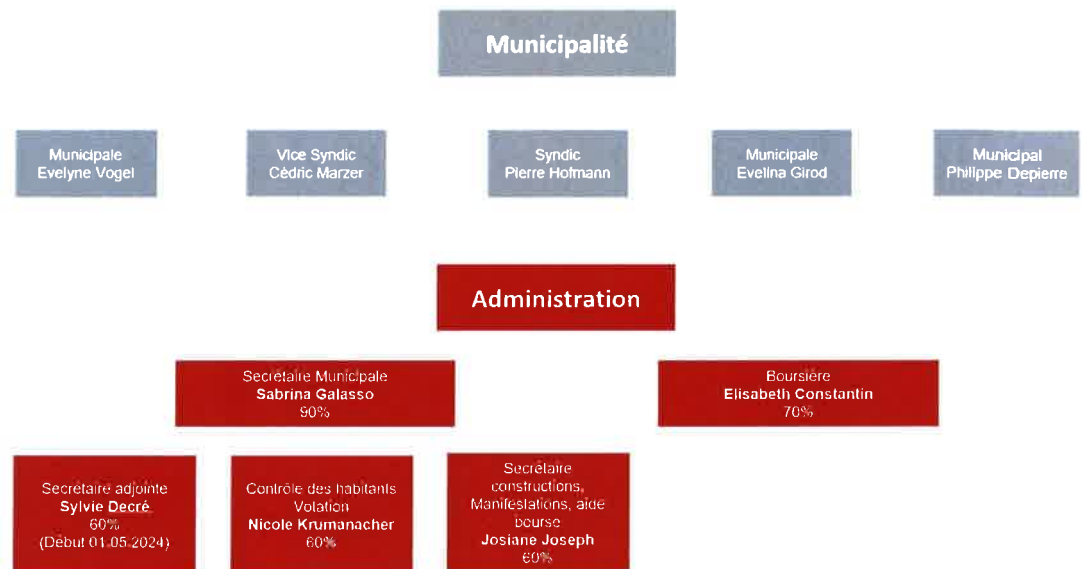 Municipalité
Municipale
Evelyne Vogel
Vice Syndic
Cédric Marzer
Syndic
Pierre Hofmann
Municipale
Evelina Girod
Municipal
Philippe Depierre
Administration
Secrétaire Municipale
Sabrina Galasso
90%
Boursière
Elisabeth Constantin
70%
Secrétaire adjointe
Sylvie Decré
60%
(Début 01.05.2024)
Contrôle des habitants
Votation
Nicole Krumanacher
60%
Secrétaire
constructions,
Manifestations, aide
bourse
Josiane Joseph
60%